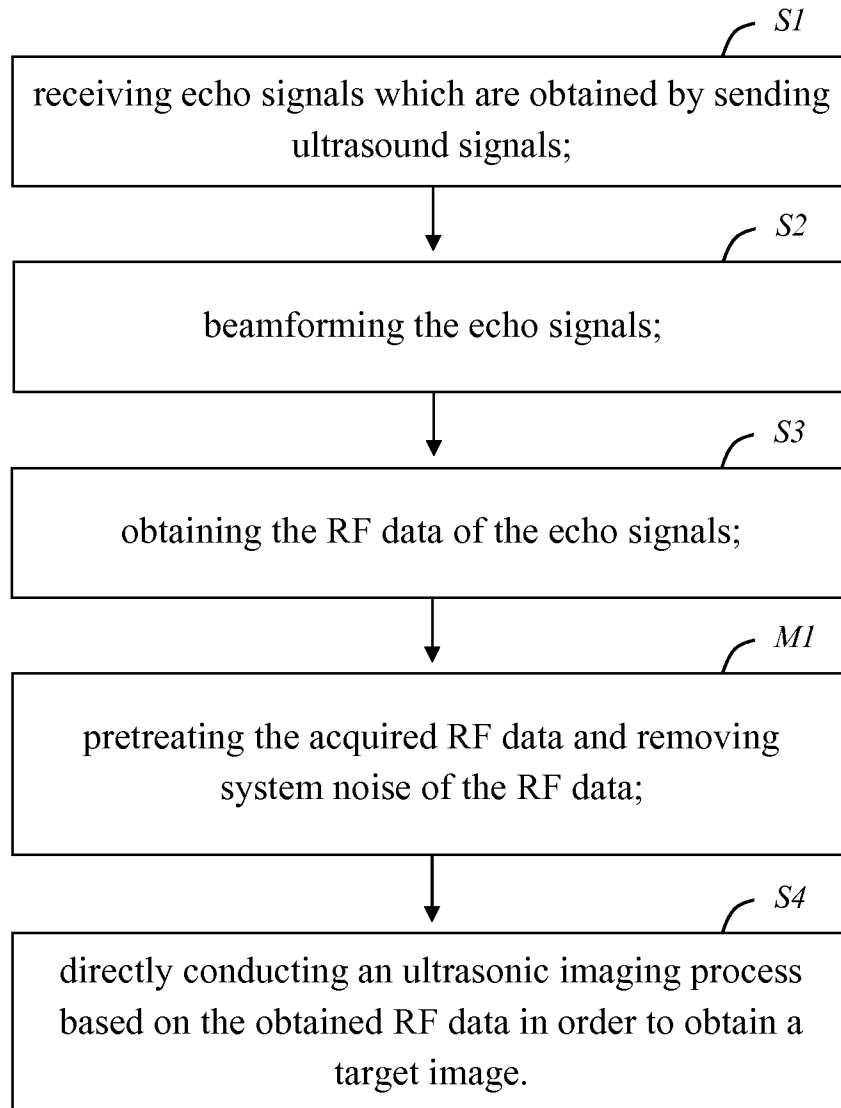 S1
receiving echo signals which are obtained by sending
ultrasound signals;
S2
beamforming the echo signals;
S3
obtaining the RF data of the echo signals;
M1
pretreating the acquired RF data and removing
system noise of the RF data;
S4
directly conducting an ultrasonic imaging process
based on the obtained RF data in order to obtain a
target image.